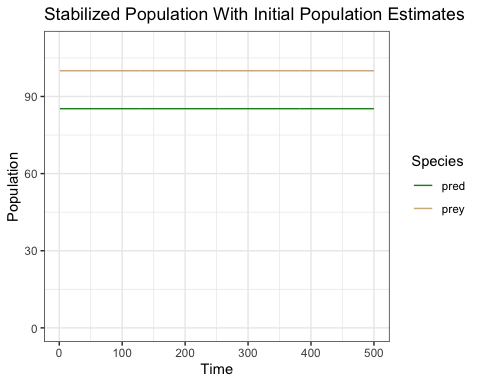 Stabilized Population With Initial Population Estimates
90
60
30
0
Population
0 100 200 300 400 500
Time
Species
pred
prey